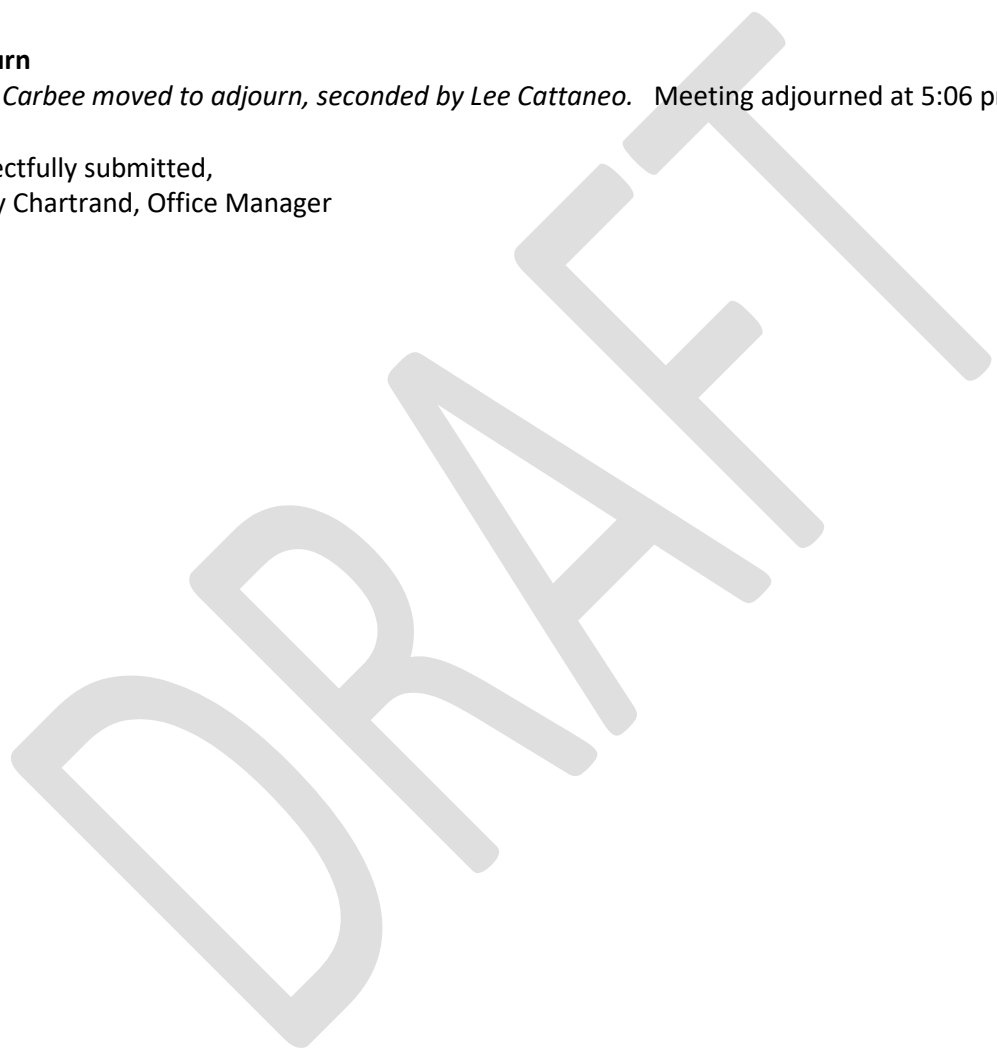 urn
Carbee moved to adjourn, seconded by Lee Cattaneo. Meeting adjourned at 5:06 p
ectfully submitted,
y Chartrand, Office Manager
DRAFT